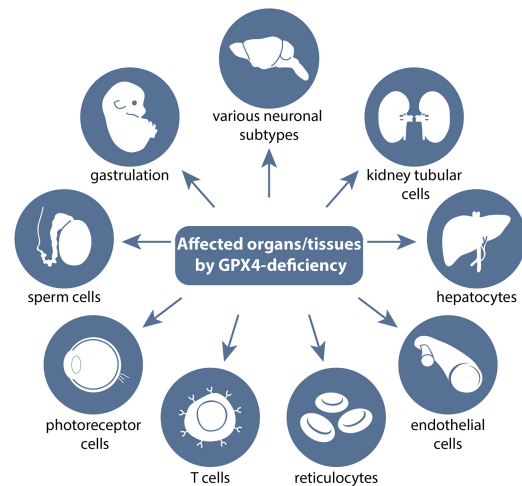 various neuronal
subtypes
gastrulation
kidney tubular
cells
Affected organs/tissues
by GPX4-deficiency
sperm cells
hepatocytes
photoreceptor
cells
endothelial
cells
T cells
reticulocytes